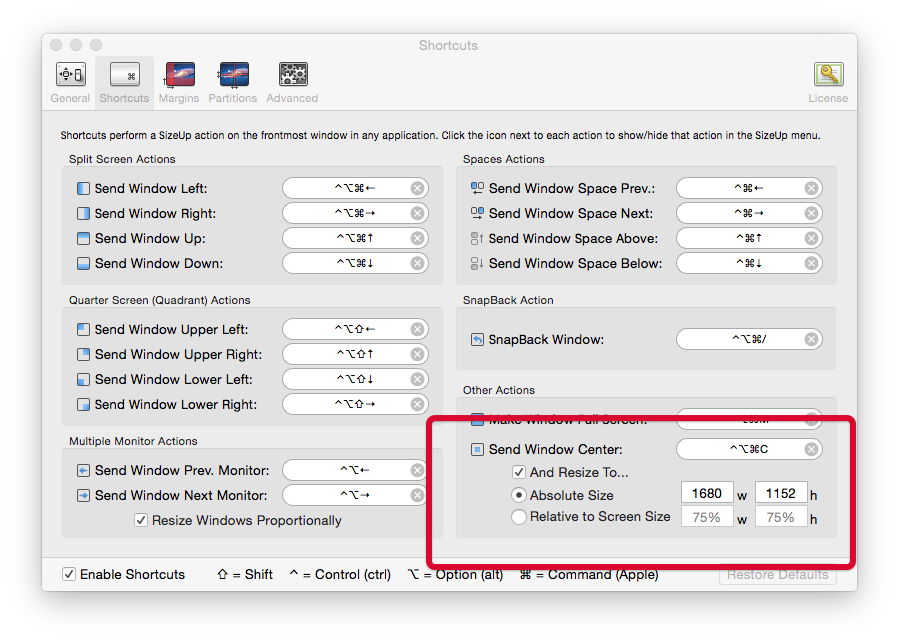 Shortcuts
General
Shortcuts
Margins
Partitions
Advanced
License
Shortcuts perform a SizeUp action on the frontmost window in any application. Click the icon next to each action to show/hide that action in the SizeUp menu.
Split Screen Actions
Send Window Left: ^⌥⌘←
Send Window Right: ^⌥⌘→
Send Window Up: ^⌥⌘↑
Send Window Down: ^⌥⌘↓
Quarter Screen (Quadrant) Actions
Send Window Upper Left: ^⌥⇧←
Send Window Upper Right: ^⌥⇧↑
Send Window Lower Left: ^⌥⇧↓
Send Window Lower Right: ^⌥⇧→
Multiple Monitor Actions
Send Window Prev. Monitor: ^⌥←
Send Window Next Monitor: ^⌥→
Resize Windows Proportionally
Spaces Actions
Send Window Space Prev.: ^⌘←
Send Window Space Next: ^⌘→
Send Window Space Above: ^⌘↑
Send Window Space Below: ^⌘↓
SnapBack Action
SnapBack Window: ^⌥⌘/
Other Actions
Make Window Full Screen:
Send Window Center: ^⌥⌘C
And Resize To...
Absolute Size 1680 w 1152 h
Relative to Screen Size 75% w 75% h
Enable Shortcuts ⇧ = Shift ^ = Control (ctrl) ⌥ = Option (alt) ⌘ = Command (Apple) Restore Defaults